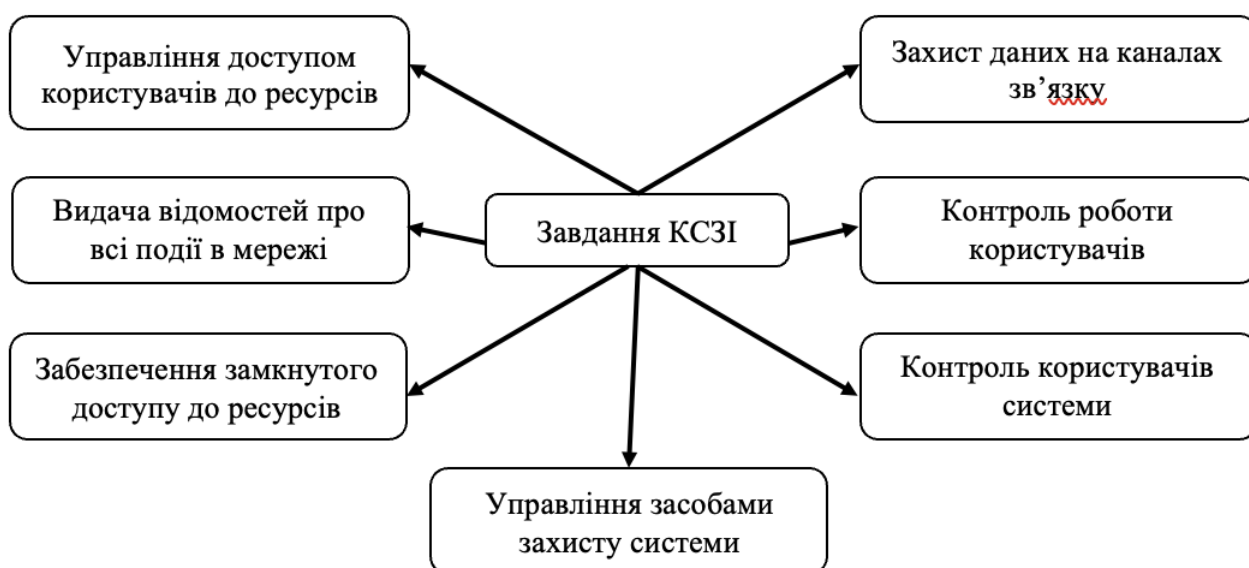 Управління доступом
користувачів до ресурсів
Захист даних на каналах
зв’язку
Видача відомостей про
всі події в мережі
Завдання КСЗІ
Контроль роботи
користувачів
Забезпечення замкнутого
доступу до ресурсів
Контроль користувачів
системи
Управління засобами
захисту системи